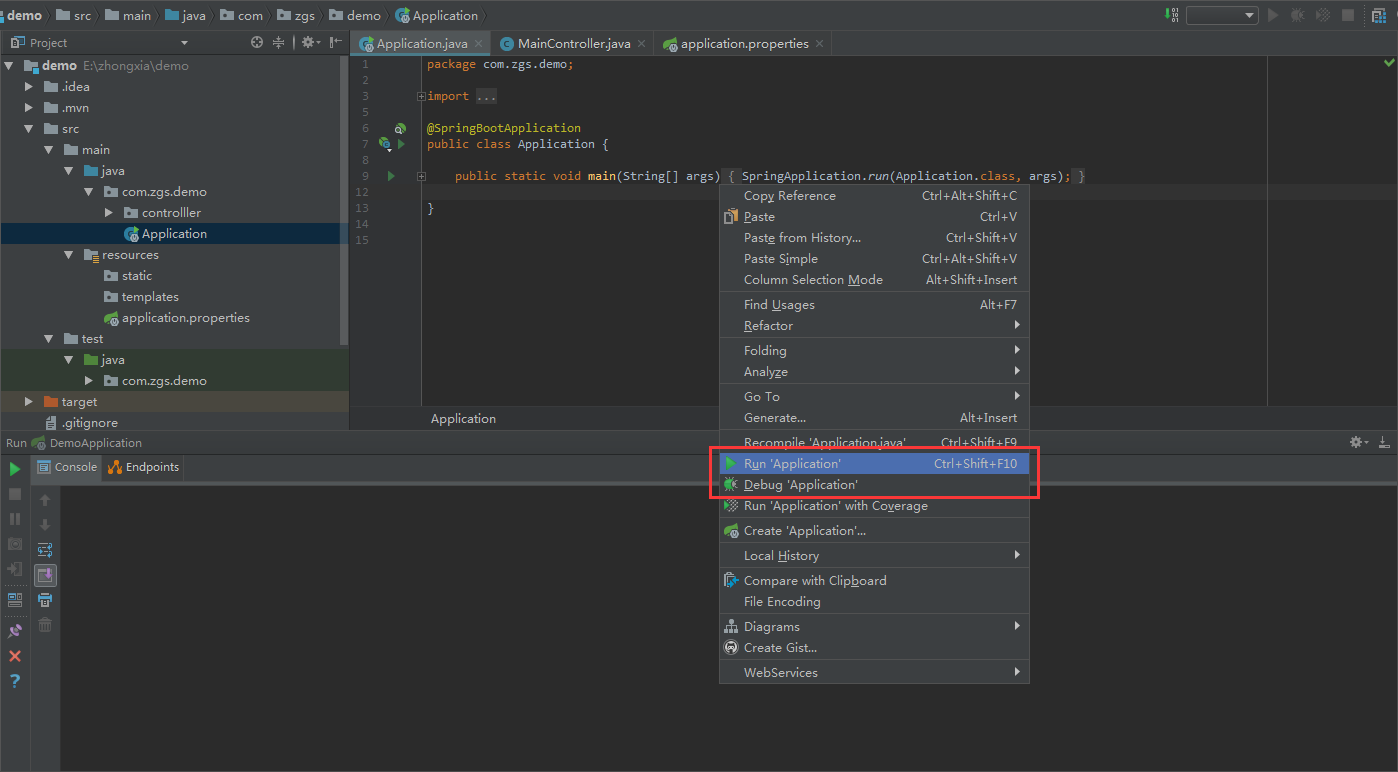 demo src main java com zgs demo Application
Project
Application.java MainController.java application.properties
demo E:\zhongxia\demo
.idea
.mvn
src
main
java
com.zgs.demo
controlller
Application
resources
static
templates
application.properties
test
java
com.zgs.demo
target
.gitignore
1 package com.zgs.demo;
2
3 import ...
5
6 @SpringBootApplication
7 public class Application {
8
9 public static void main(String[] args) { SpringApplication.run(Application.class, args); }
12
13 }
14
15
Application
Copy Reference Ctrl+Alt+Shift+C
Paste Ctrl+V
Paste from History... Ctrl+Shift+V
Paste Simple Ctrl+Alt+Shift+V
Column Selection Mode Alt+Shift+Insert
Find Usages Alt+F7
Refactor
Folding
Analyze
Go To
Generate... Alt+Insert
Recompile 'Application.java' Ctrl+Shift+F9
Run 'Application' Ctrl+Shift+F10
Debug 'Application'
Run 'Application' with Coverage
Create 'Application'...
Local History
Compare with Clipboard
File Encoding
Diagrams
Create Gist...
WebServices
Run DemoApplication
Console Endpoints